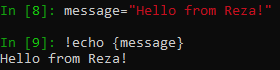 In [8]: message="Hello from Reza!"
In [9]: !echo {message}
Hello from Reza!